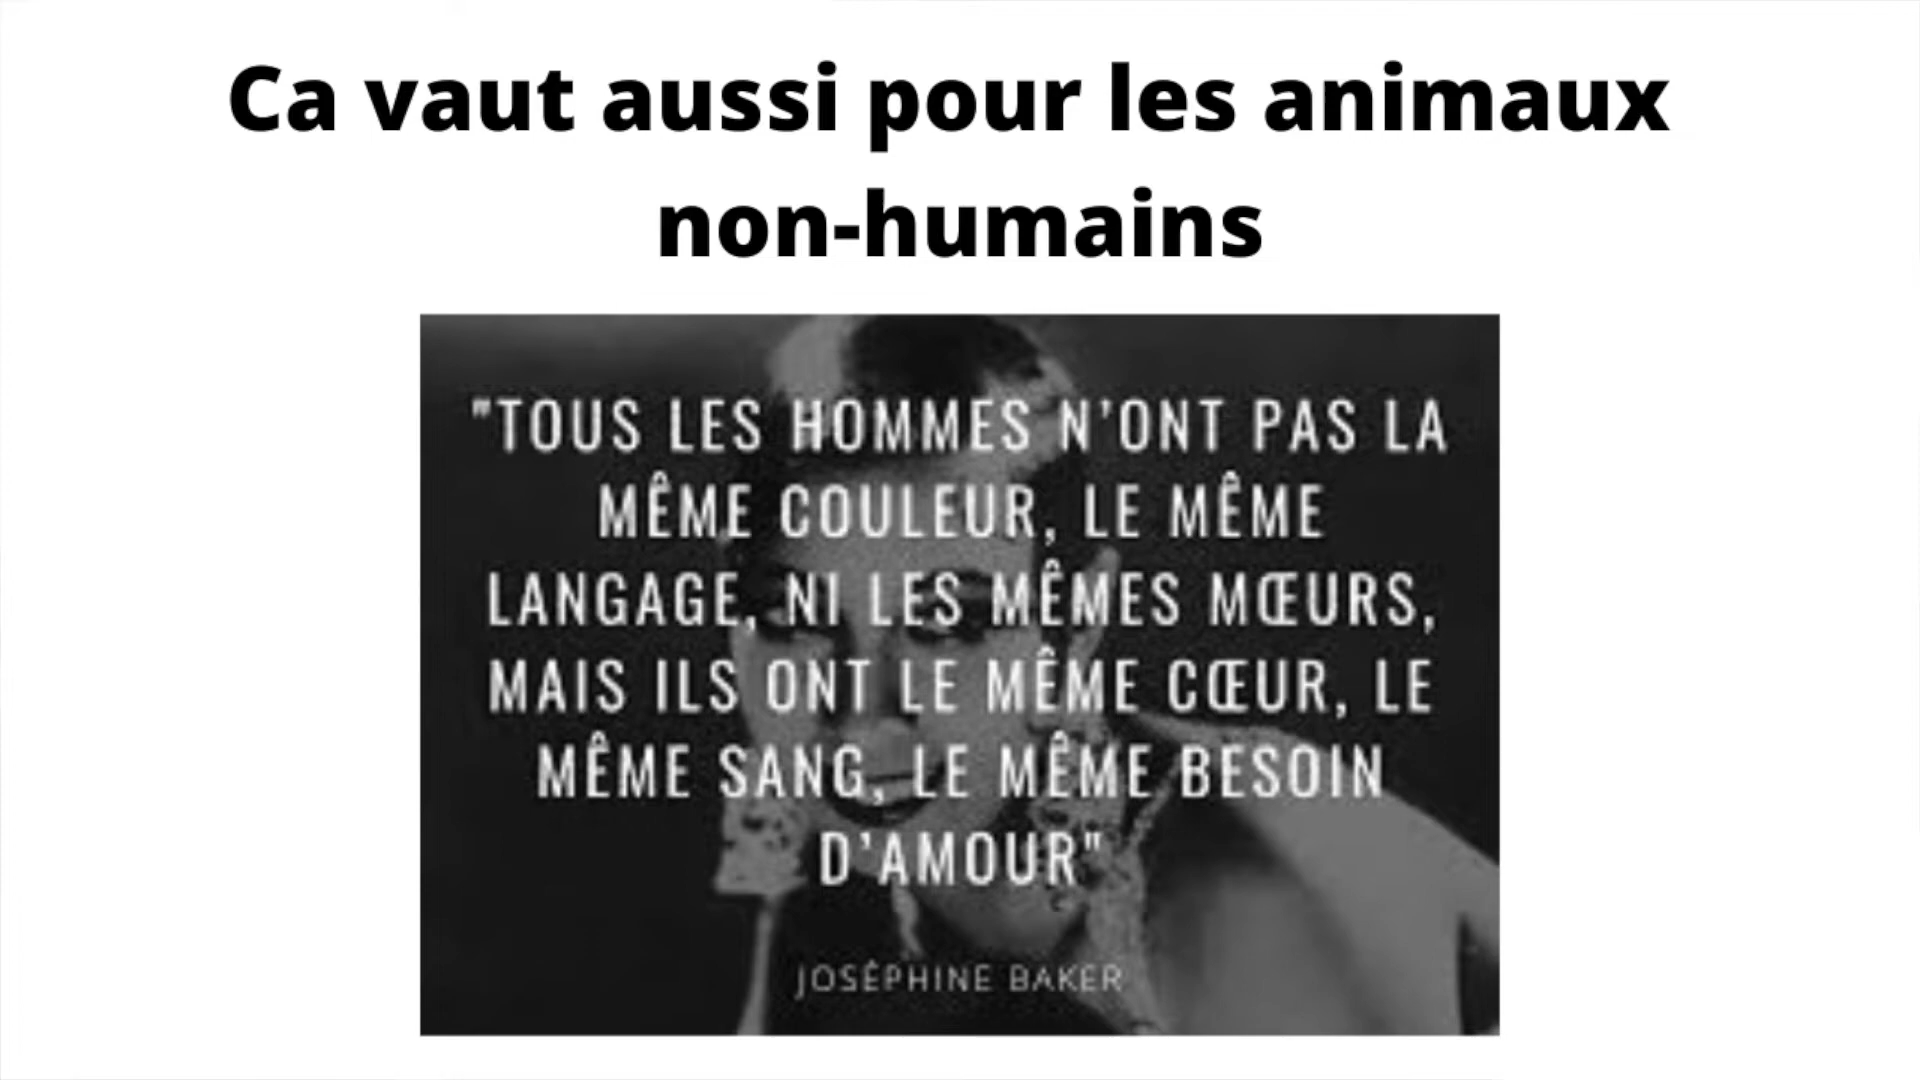 Ca vaut aussi pour les animaux
non-humains
"TOUS LES HOMMES N'ONT PAS LA
MÊME COULEUR, LE MÊME
LANGAGE, NI LES MÊMES MŒURS,
MAIS ILS ONT LE MÊME CŒUR, LE
MÊME SANG, LE MÊME BESOIN
D'AMOUR"
JOSÉPHINE BAKER